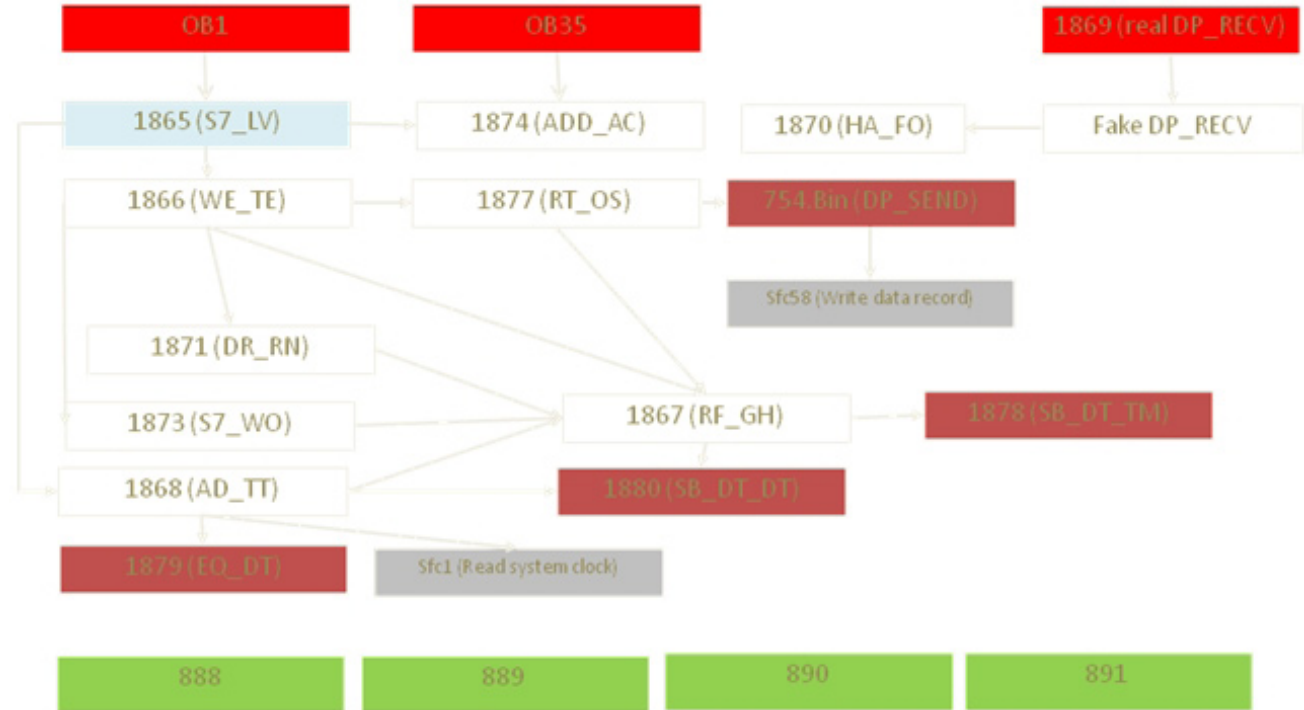 OB1
OB35
1869 (real DP_RECV)
1865 (S7_LV)
1874 (ADD_AC)
1870 (HA_FO)
Fake DP_RECV
1866 (WE_TE)
1877 (RT_OS)
754.Bin (DP_SEND)
Sfc58 (Write data record)
1871 (DR_RN)
1873 (S7_WO)
1867 (RF_GH)
1878 (SB_DT_TM)
1868 (AD_TT)
1880 (SB_DT_DT)
1879 (EQ_DT)
Sfc1 (Read system clock)
888
889
890
891